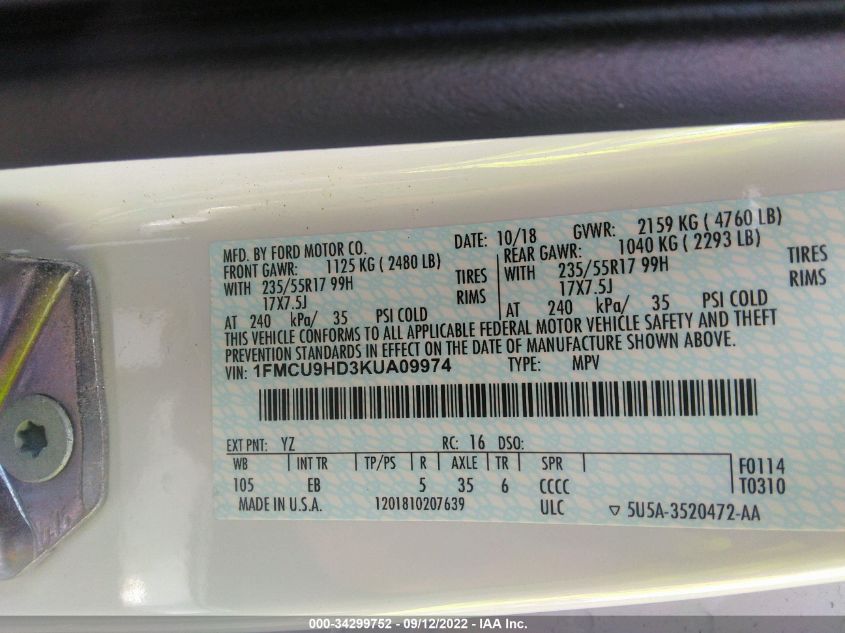 MFD. BY FORD MOTOR CO. DATE: 10/18 GVWR: 2159 KG ( 4760 LB)
FRONT GAWR: 1125 KG ( 2480 LB) REAR GAWR: 1040 KG ( 2293 LB)
WITH 235/55R17 99H TIRES WITH 235/55R17 99H TIRES
17X7.5J RIMS 17X7.5J RIMS
AT 240 kPa/ 35 PSI COLD AT 240 kPa/ 35 PSI COLD
THIS VEHICLE CONFORMS TO ALL APPLICABLE FEDERAL MOTOR VEHICLE SAFETY AND THEFT
PREVENTION STANDARDS IN EFFECT ON THE DATE OF MANUFACTURE SHOWN ABOVE.
VIN: 1FMCU9HD3KUA09974 TYPE: MPV
EXT PNT: YZ RC: 16 DSO:
WB INT TR TP/PS R AXLE TR SPR F0114
105 EB 5 35 6 CCCC T0310
MADE IN U.S.A. 1201810207639 ULC 5U5A-3520472-AA
000-34299752 - 09/12/2022 - IAA Inc.